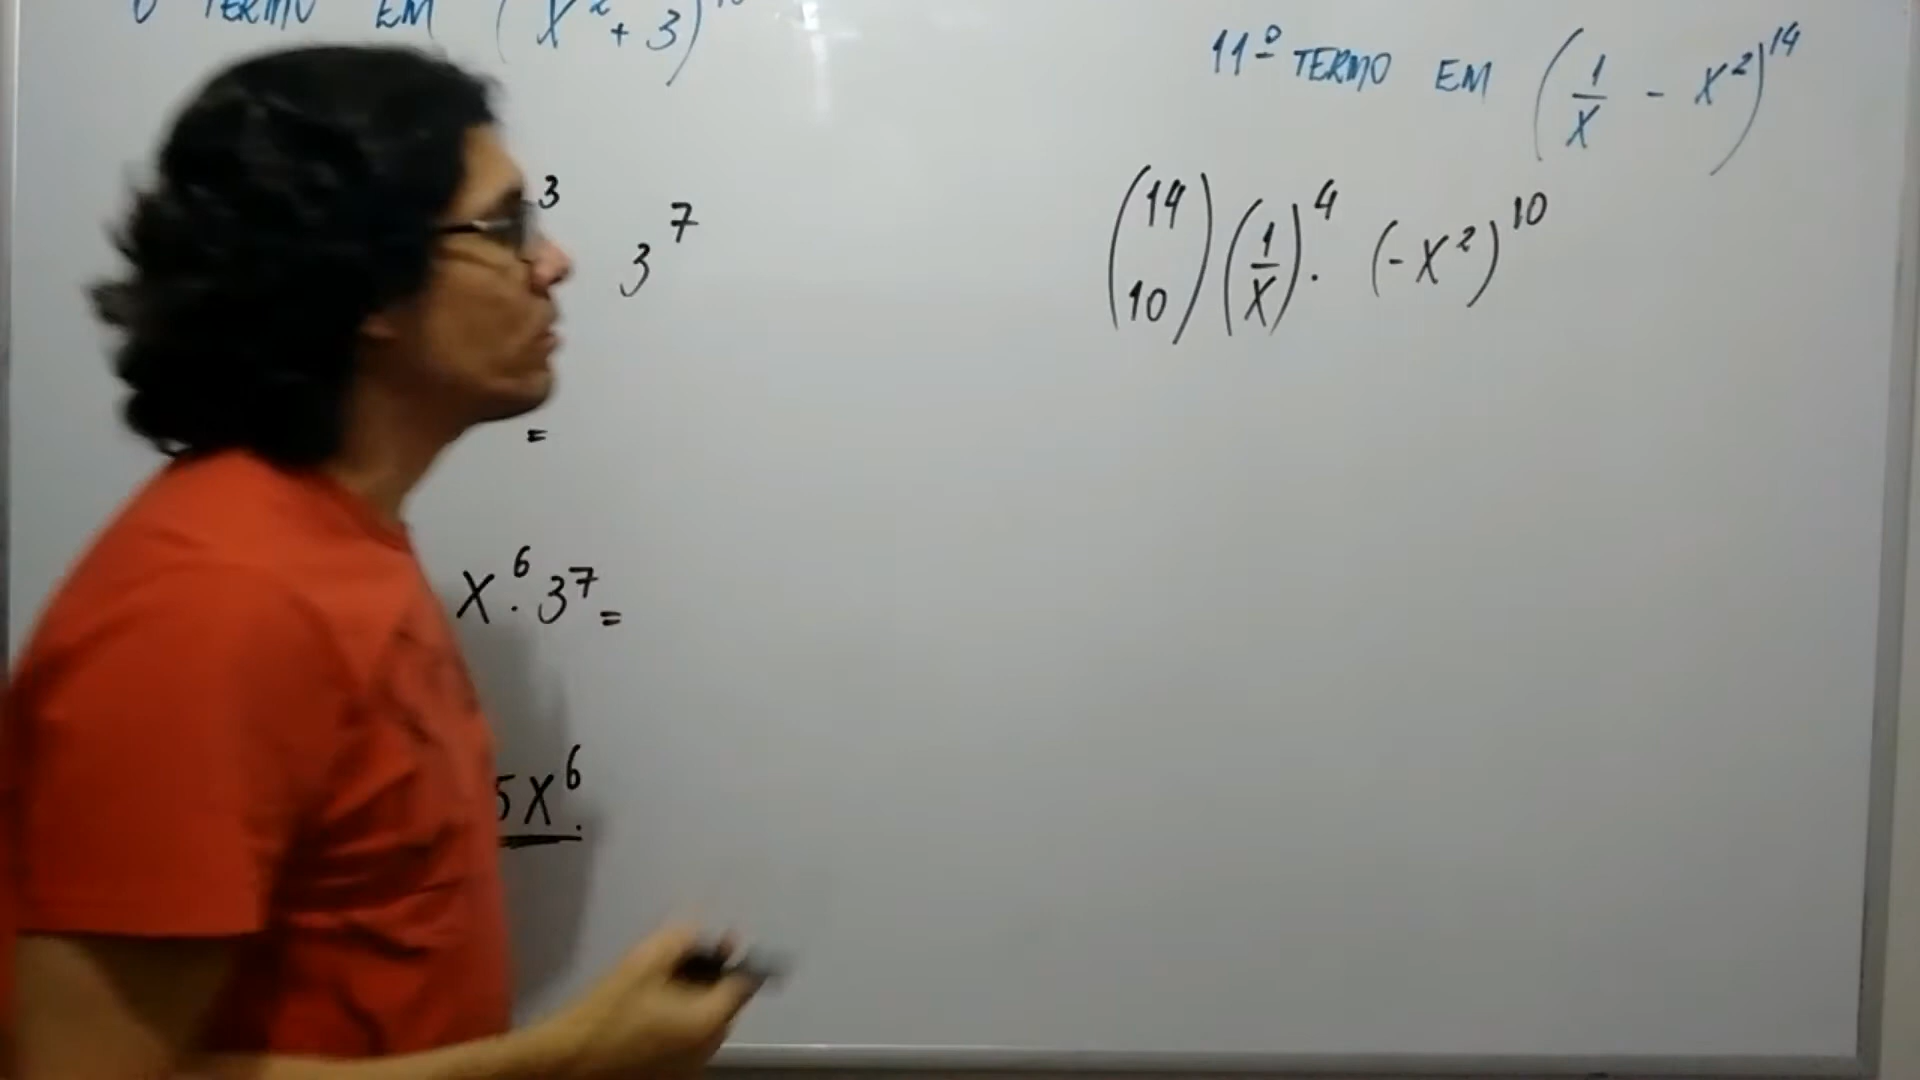 TERMO EM (X² + 3)
3 3⁷
=
X⁶ · 3⁷ =
5X⁶.
11º TERMO EM (1/X - X²)¹⁴
(14 10) (1/X)⁴ · (-X²)¹⁰